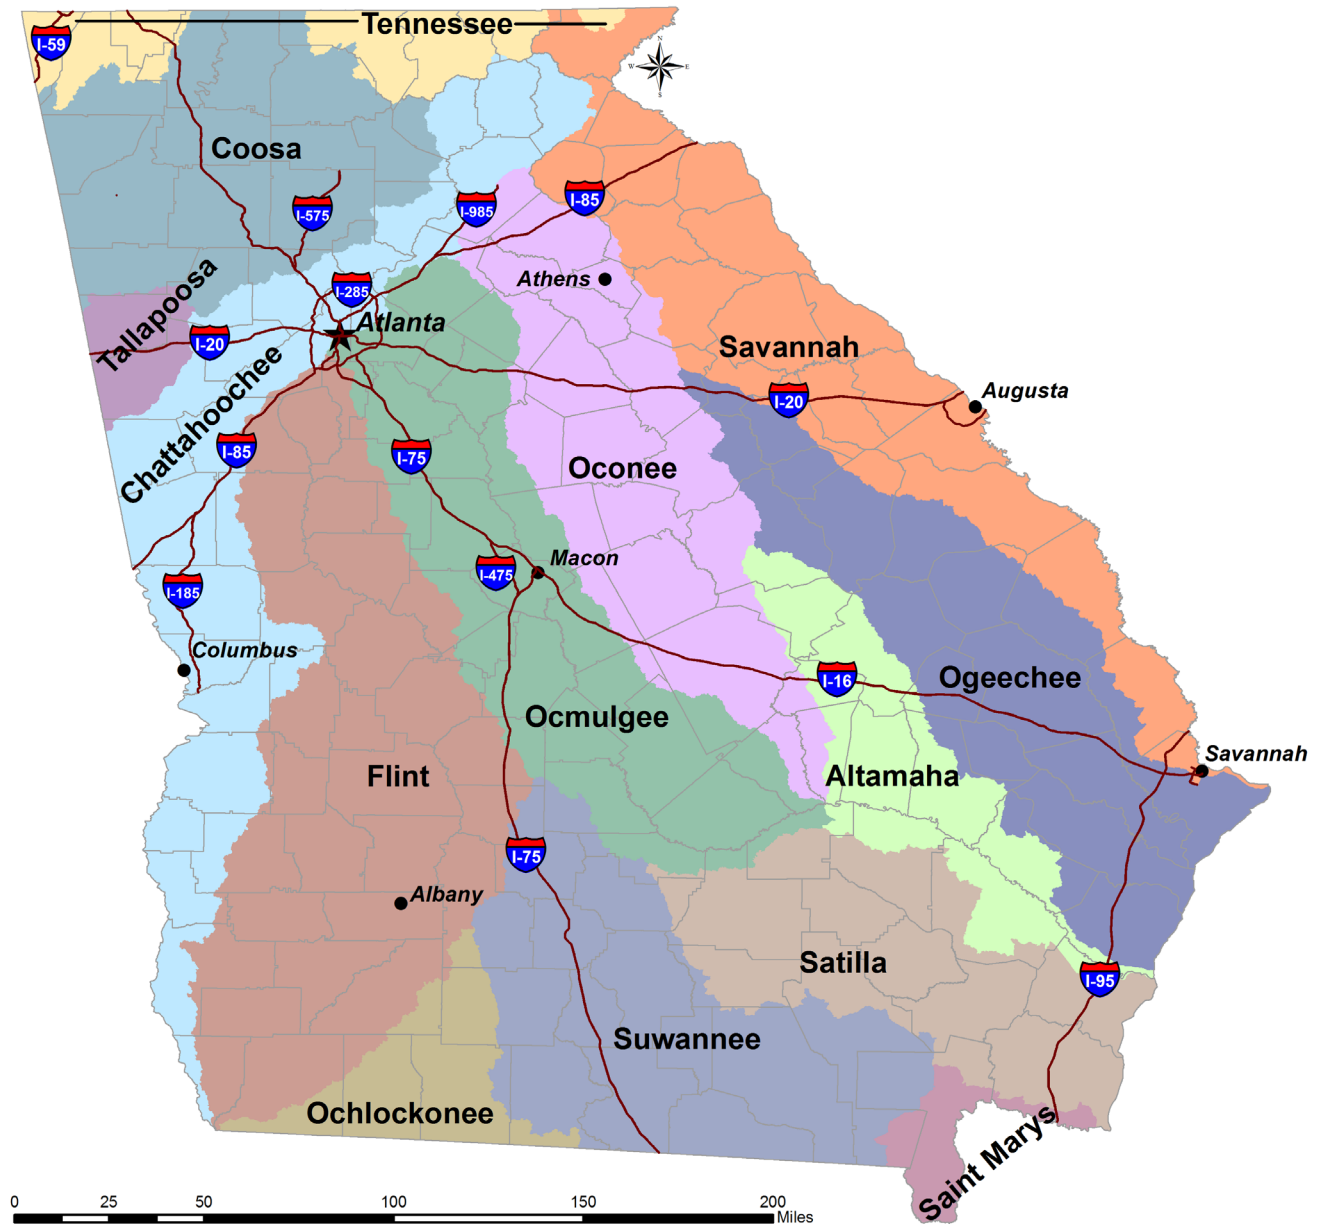 Tennessee
I-59
N
W E
S
Coosa
I-575
I-985
I-85
Tallapoosa
I-285
Athens
Atlanta
I-20
Savannah
Chattahoochee
I-20
Augusta
I-85
I-75
Oconee
Macon
I-475
I-185
Columbus
I-16
Ogeechee
Ocmulgee
Savannah
Flint
Altamaha
I-75
Albany
Satilla
I-95
Suwannee
Ochlockonee
Saint Marys
0 25 50 100 150 200
Miles